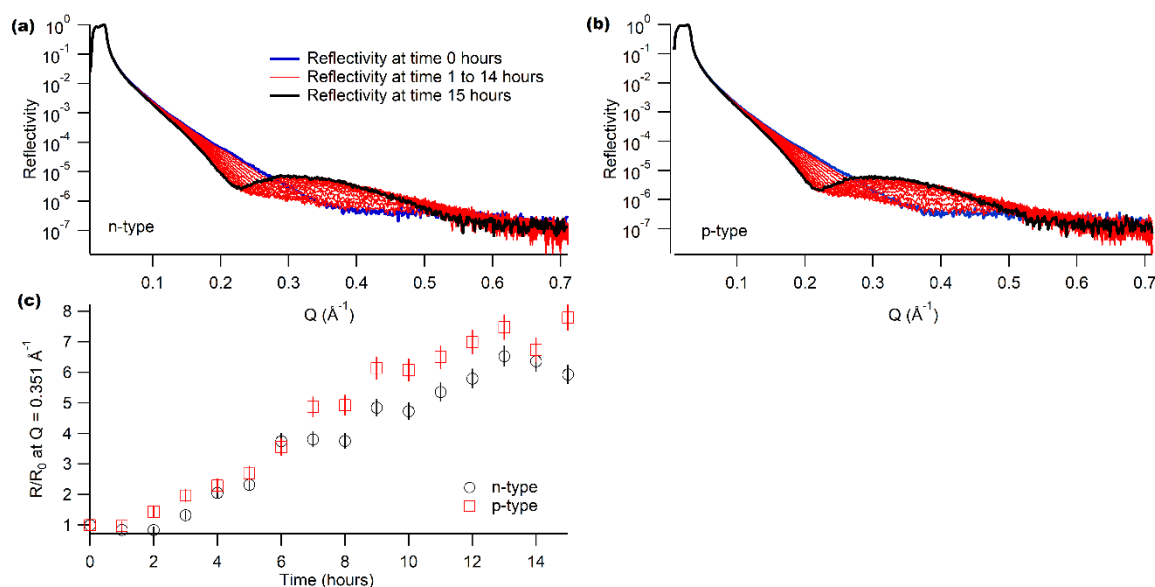 (a)
10⁰
10⁻¹
10⁻²
10⁻³
10⁻⁴
10⁻⁵
10⁻⁶
10⁻⁷
Reflectivity
Reflectivity at time 0 hours
Reflectivity at time 1 to 14 hours
Reflectivity at time 15 hours
n-type
0.1 0.2 0.3 0.4 0.5 0.6 0.7
Q (Å⁻¹)
(b)
10⁰
10⁻¹
10⁻²
10⁻³
10⁻⁴
10⁻⁵
10⁻⁶
10⁻⁷
Reflectivity
p-type
0.1 0.2 0.3 0.4 0.5 0.6 0.7
Q (Å⁻¹)
(c)
8
7
6
5
4
3
2
1
R/R₀ at Q = 0.351 Å⁻¹
n-type
p-type
0 2 4 6 8 10 12 14
Time (hours)